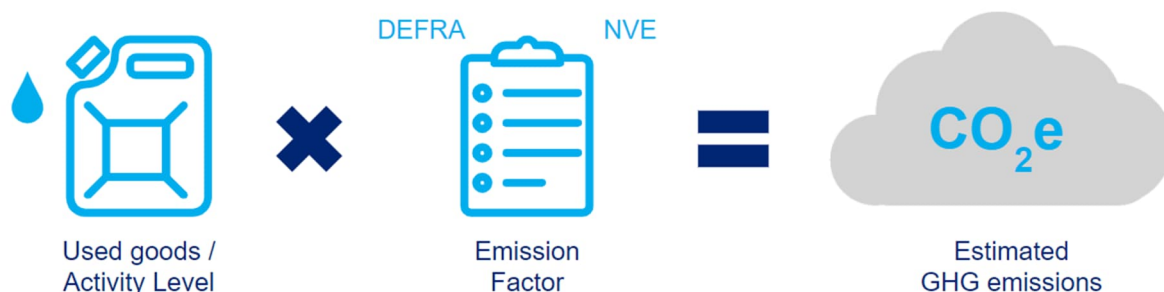 DEFRA NVE
CO₂e
Used goods /
Activity Level
Emission
Factor
Estimated
GHG emissions